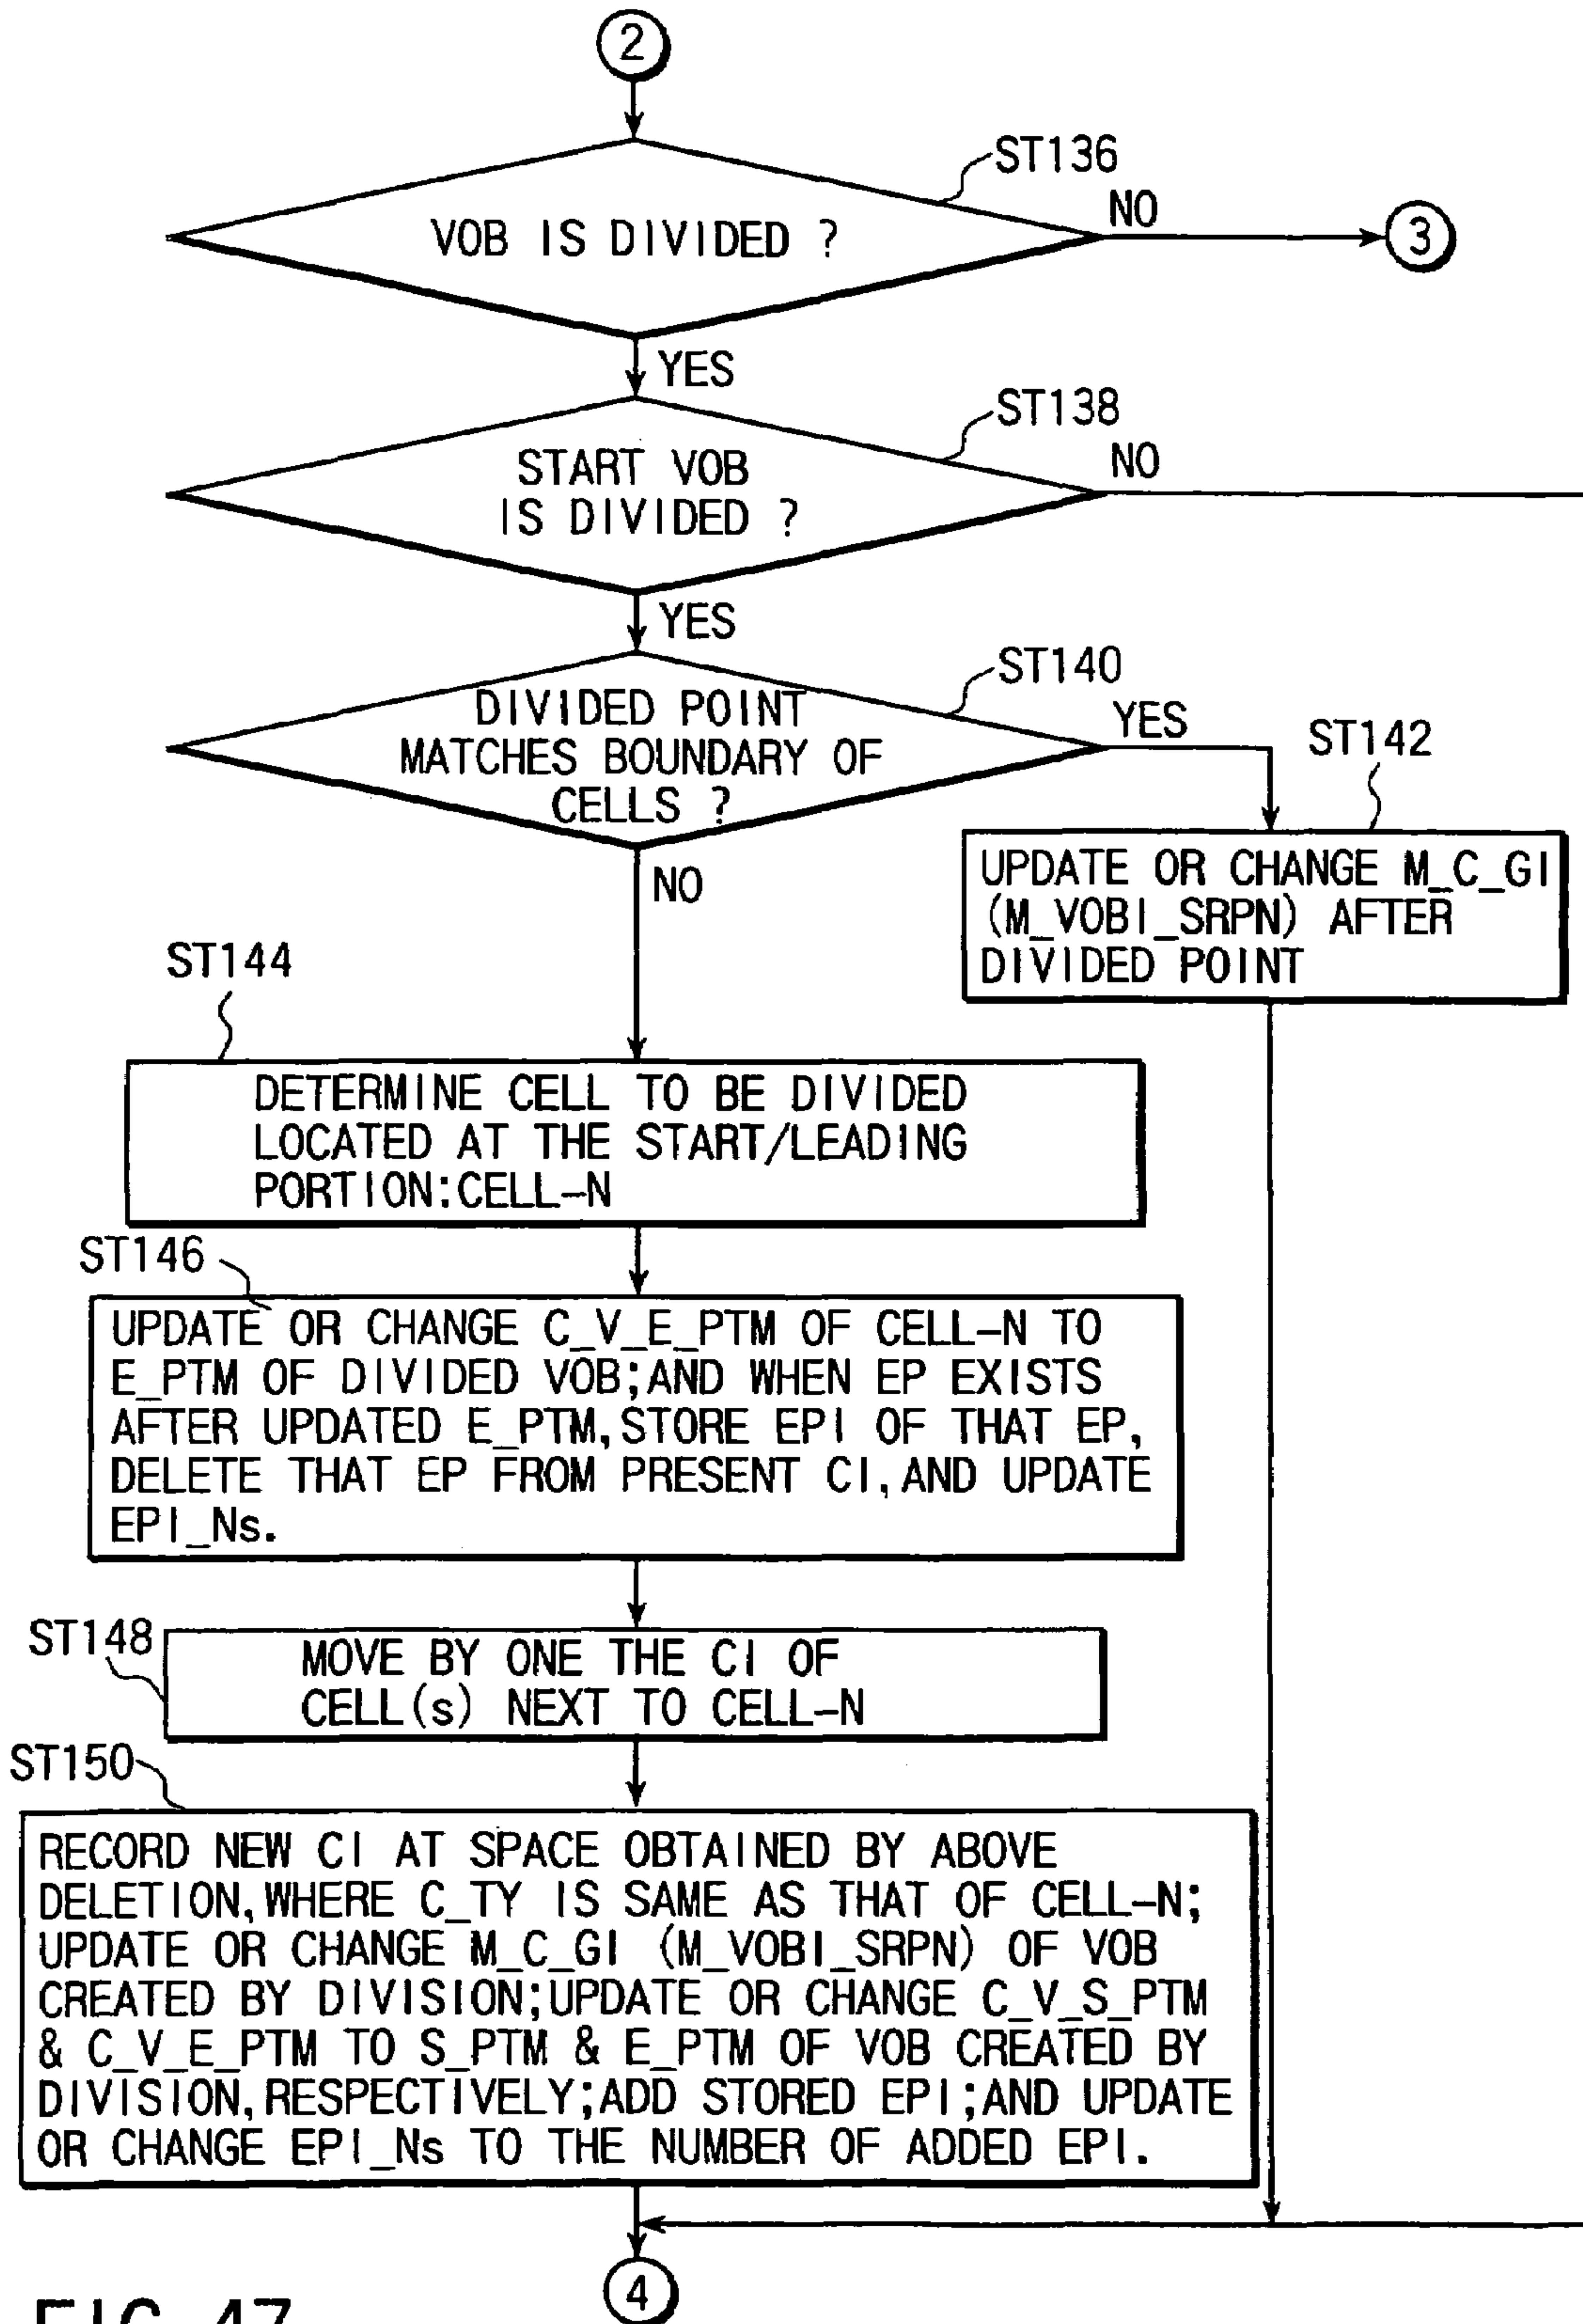 2
ST136
VOB IS DIVIDED ?
NO
3
YES
ST138
START VOB
IS DIVIDED ?
NO
YES
ST140
DIVIDED POINT
MATCHES BOUNDARY OF
CELLS ?
YES
ST142
UPDATE OR CHANGE M_C_GI
(M_VOBI_SRPN) AFTER
DIVIDED POINT
NO
ST144
DETERMINE CELL TO BE DIVIDED
LOCATED AT THE START/LEADING
PORTION:CELL-N
ST146
UPDATE OR CHANGE C_V_E_PTM OF CELL-N TO
E_PTM OF DIVIDED VOB;AND WHEN EP EXISTS
AFTER UPDATED E_PTM,STORE EPI OF THAT EP,
DELETE THAT EP FROM PRESENT CI,AND UPDATE
EPI_Ns.
ST148
MOVE BY ONE THE CI OF
CELL(s) NEXT TO CELL-N
ST150
RECORD NEW CI AT SPACE OBTAINED BY ABOVE
DELETION,WHERE C_TY IS SAME AS THAT OF CELL-N;
UPDATE OR CHANGE M_C_GI (M_VOBI_SRPN) OF VOB
CREATED BY DIVISION;UPDATE OR CHANGE C_V_S_PTM
& C_V_E_PTM TO S_PTM & E_PTM OF VOB CREATED BY
DIVISION,RESPECTIVELY;ADD STORED EPI;AND UPDATE
OR CHANGE EPI_Ns TO THE NUMBER OF ADDED EPI.
4
FIG. 47